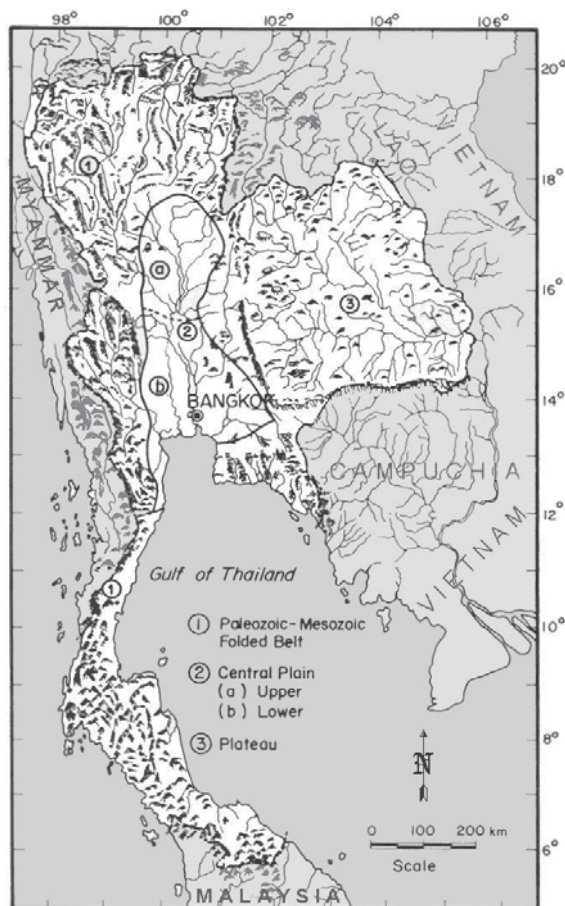 98° 100° 102° 104° 106°
20°
18°
16°
14°
12°
10°
8°
6°
LAO
ETNAM
MYANMAR
1
a
2
3
b
BANGKOK
CAMPUCHIA
VIETNAM
Gulf of Thailand
1
1 Paleozoic-Mesozoic
Folded Belt
2 Central Plain
(a) Upper
(b) Lower
3 Plateau
N
0 100 200 km
Scale
MALAYSIA